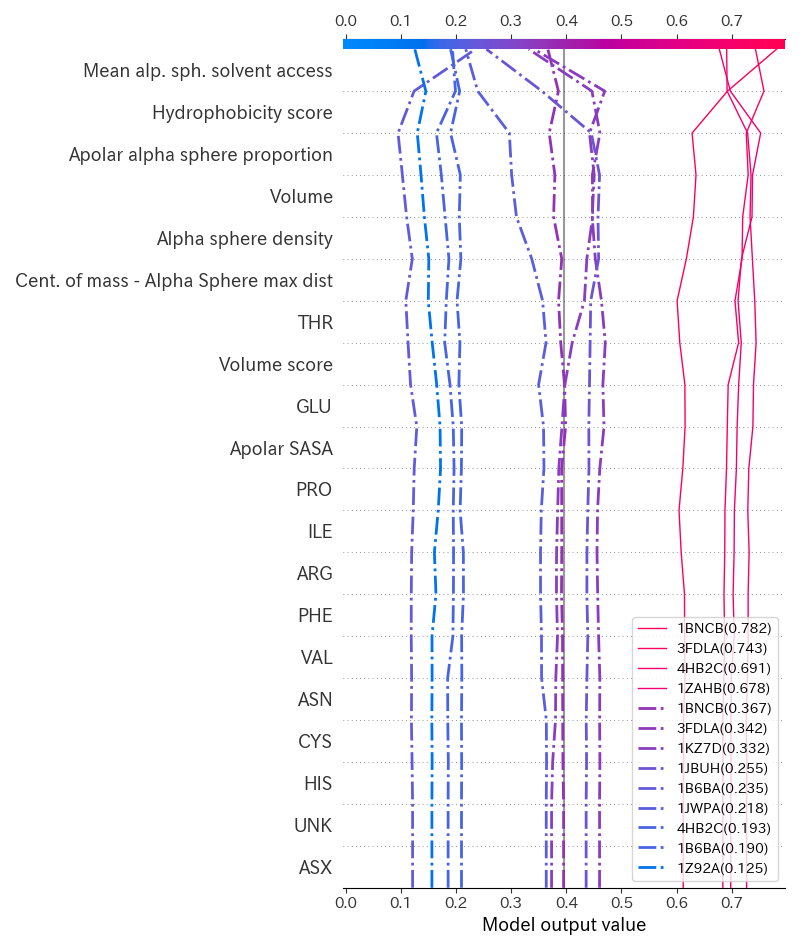 0.0 0.1 0.2 0.3 0.4 0.5 0.6 0.7
Mean alp. sph. solvent access
Hydrophobicity score
Apolar alpha sphere proportion
Volume
Alpha sphere density
Cent. of mass - Alpha Sphere max dist
THR
Volume score
GLU
Apolar SASA
PRO
ILE
ARG
PHE
VAL
ASN
CYS
HIS
UNK
ASX
1BNCB(0.782)
3FDLA(0.743)
4HB2C(0.691)
1ZAHB(0.678)
1BNCB(0.367)
3FDLA(0.342)
1KZ7D(0.332)
1JBUH(0.255)
1B6BA(0.235)
1JWPA(0.218)
4HB2C(0.193)
1B6BA(0.190)
1Z92A(0.125)
0.0 0.1 0.2 0.3 0.4 0.5 0.6 0.7
Model output value